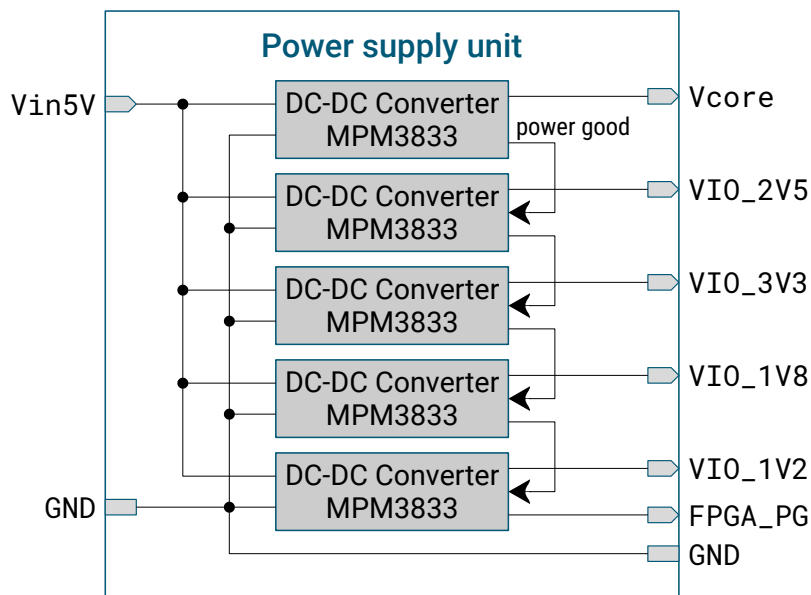 Power supply unit
Vin5V
DC-DC Converter
MPM3833
Vcore
power good
DC-DC Converter
MPM3833
VIO_2V5
DC-DC Converter
MPM3833
VIO_3V3
DC-DC Converter
MPM3833
VIO_1V8
DC-DC Converter
MPM3833
VIO_1V2
GND
FPGA_PG
GND